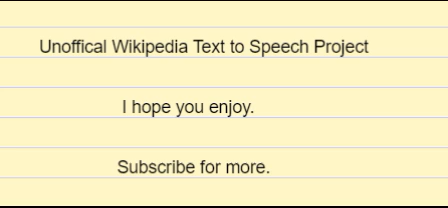 Unoffical Wikipedia Text to Speech Project
I hope you enjoy.
Subscribe for more.